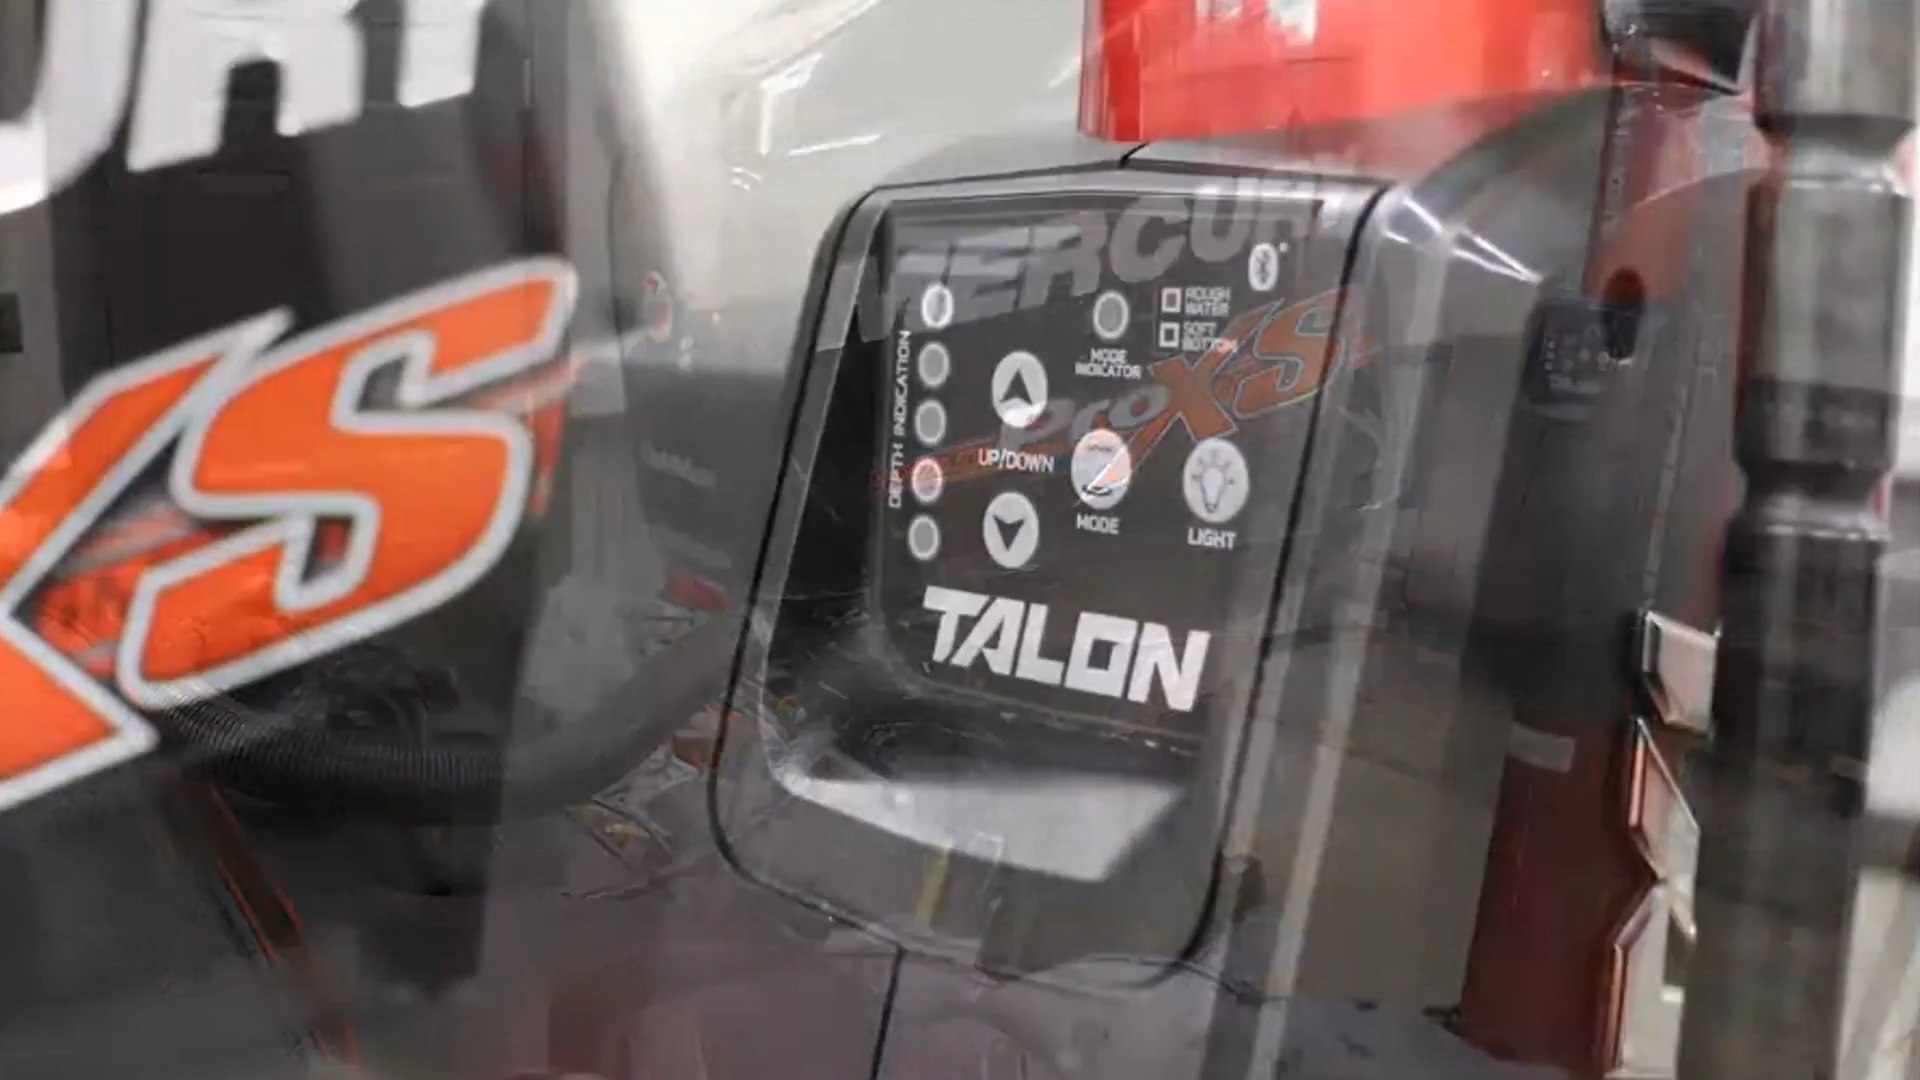 MERCURY
ProXS
XS
DEPTH INDICATION
MODE
INDICATOR
ROUGH
WATER
SOFT
BOTTOM
UP/DOWN
MODE
LIGHT
TALON